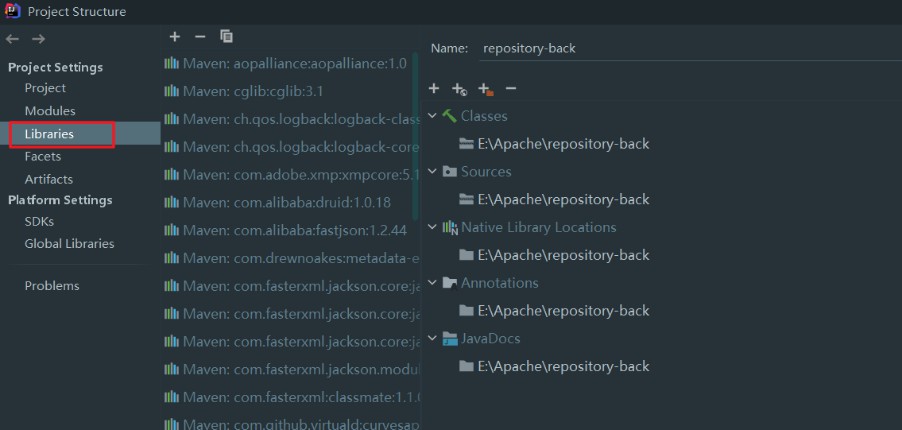 Project Structure
Project Settings
Project
Modules
Libraries
Facets
Artifacts
Platform Settings
SDKs
Global Libraries
Problems
Maven: aopalliance:aopalliance:1.0
Maven: cglib:cglib:3.1
Maven: ch.qos.logback:logback-clas
Maven: ch.qos.logback:logback-core
Maven: com.adobe.xmp:xmpcore:5.1
Maven: com.alibaba:druid:1.0.18
Maven: com.alibaba:fastjson:1.2.44
Maven: com.drewnoakes:metadata-e
Maven: com.fasterxml.jackson.core:ja
Maven: com.fasterxml.jackson.core:ja
Maven: com.fasterxml.jackson.core:ja
Maven: com.fasterxml.jackson.modul
Maven: com.fasterxml:classmate:1.1.0
Maven: com.github.virtuald:curvesap
Name: repository-back
Classes
E:\Apache\repository-back
Sources
E:\Apache\repository-back
Native Library Locations
E:\Apache\repository-back
Annotations
E:\Apache\repository-back
JavaDocs
E:\Apache\repository-back